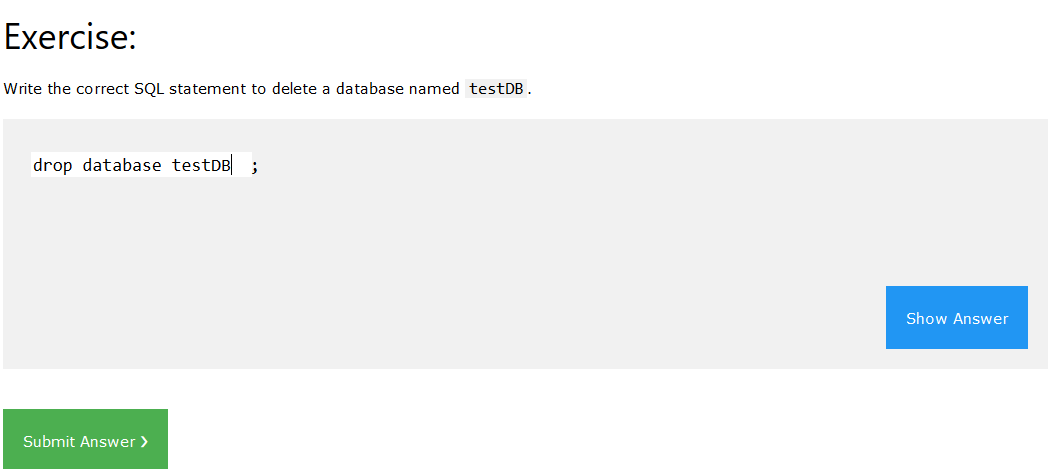 Exercise:
Write the correct SQL statement to delete a database named testDB.
drop database testDB ;
Show Answer
Submit Answer ❯